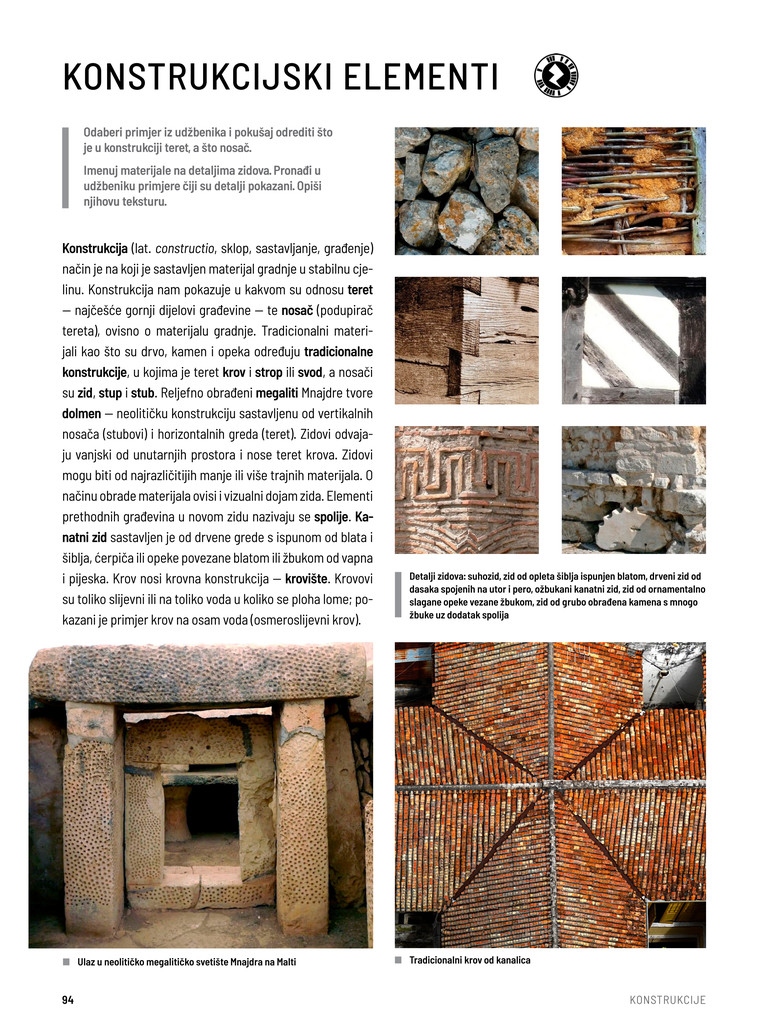 KONSTRUKCIJSKI ELEMENTI
Odaberi primjer iz udžbenika i pokušaj odrediti što
je u konstrukciji teret, a što nosač.
Imenuj materijale na detaljima zidova. Pronađi u
udžbeniku primjere čiji su detalji pokazani. Opiši
njihovu teksturu.
Konstrukcija (lat. constructio, sklop, sastavljanje, građenje)
način je na koji je sastavljen materijal gradnje u stabilnu cje-
linu. Konstrukcija nam pokazuje u kakvom su odnosu teret
— najčešće gornji dijelovi građevine — te nosač (podupirač
tereta), ovisno o materijalu gradnje. Tradicionalni materi-
jali kao što su drvo, kamen i opeka određuju tradicionalne
konstrukcije, u kojima je teret krov i strop ili svod, a nosači
su zid, stup i stub. Reljefno obrađeni megaliti Mnajdre tvore
dolmen — neolitičku konstrukciju sastavljenu od vertikalnih
nosača (stubovi) i horizontalnih greda (teret). Zidovi odvaja-
ju vanjski od unutarnjih prostora i nose teret krova. Zidovi
mogu biti od najrazličitijih manje ili više trajnih materijala. O
načinu obrade materijala ovisi i vizualni dojam zida. Elementi
prethodnih građevina u novom zidu nazivaju se spolije. Ka-
natni zid sastavljen je od drvene grede s ispunom od blata i
šiblja, ćerpiča ili opeke povezane blatom ili žbukom od vapna
i pijeska. Krov nosi krovna konstrukcija — krovište. Krovovi
su toliko slijevni ili na toliko voda u koliko se ploha lome; po-
kazani je primjer krov na osam voda (osmeroslijevni krov).
Detalji zidova: suhozid, zid od opleta šiblja ispunjen blatom, drveni zid od
dasaka spojenih na utor i pero, ožbukani kanatni zid, zid od ornamentalno
slagane opeke vezane žbukom, zid od grubo obrađena kamena s mnogo
žbuke uz dodatak spolija
Ulaz u neolitičko megalitičko svetište Mnajdra na Malti
Tradicionalni krov od kanalica
94
KONSTRUKCIJE